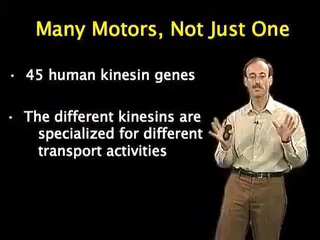 Many Motors, Not Just One
• 45 human kinesin genes
• The different kinesins are
specialized for different
transport activities